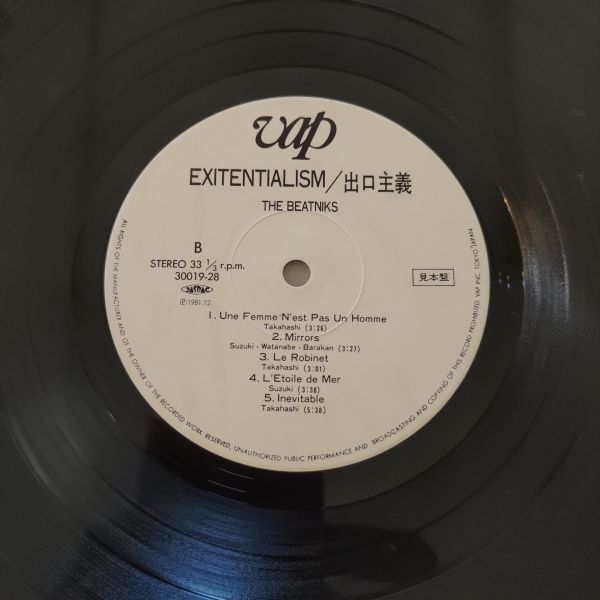 vap
EXITENTIALISM/出口主義
THE BEATNIKS
B
STEREO 33 1/3 r.p.m.
30019-28
JASRAC
Ⓟ1981.12
見本盤
1. Une Femme N'est Pas Un Homme
Takahashi (3:26)
2. Mirrors
Suzuki - Watanabe - Barakan (3:27)
3. Le Robinet
Takahashi (3:01)
4. L'Etoile de Mer
Suzuki (3:36)
5. Inevitable
Takahashi (5:38)
ALL RIGHTS OF THE MANUFACTURER AND OF THE OWNER OF THE RECORDED WORK RESERVED, UNAUTHORIZED PUBLIC PERFORMANCE AND BROADCASTING AND COPYING OF THIS RECORD PROHIBITED. VAP INC. TOKYO JAPAN.